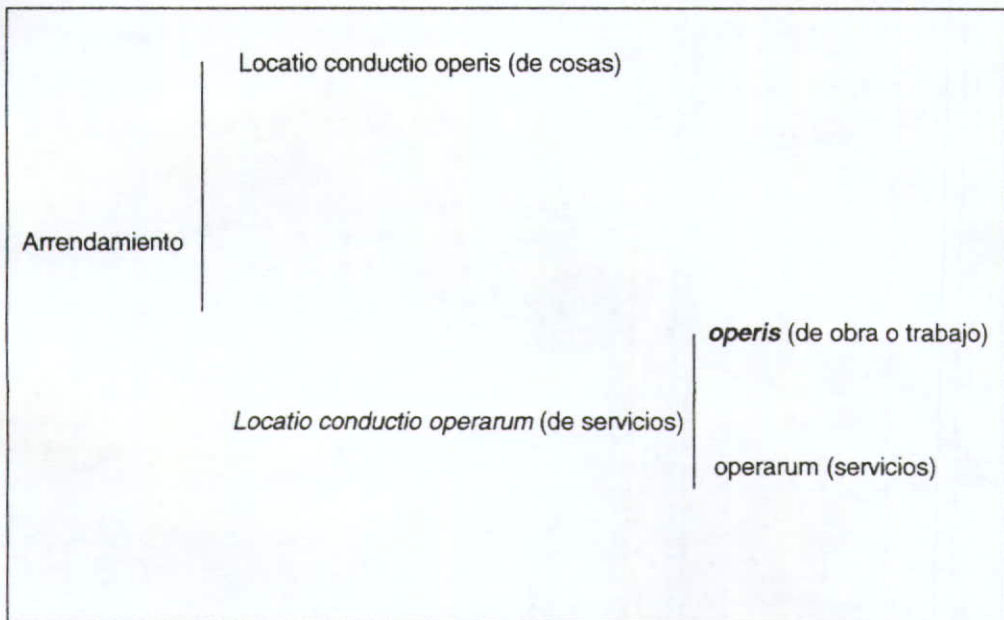 Locatio conductio operis (de cosas)
Arrendamiento
operis (de obra o trabajo)
Locatio conductio operarum (de servicios)
operarum (servicios)